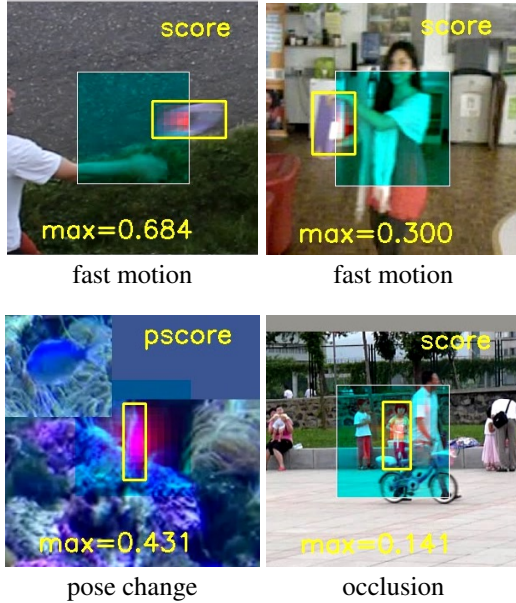 score
score
max=0.684
max=0.300
fast motion
fast motion
pscore
score
max=0.431
max=0.141
pose change
occlusion